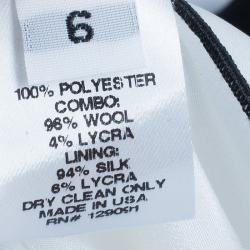 6
100% POLYESTER
COMBO:
96% WOOL
4% LYCRA
LINING:
94% SILK
6% LYCRA
DRY CLEAN ONLY
MADE IN USA
RN# 129091